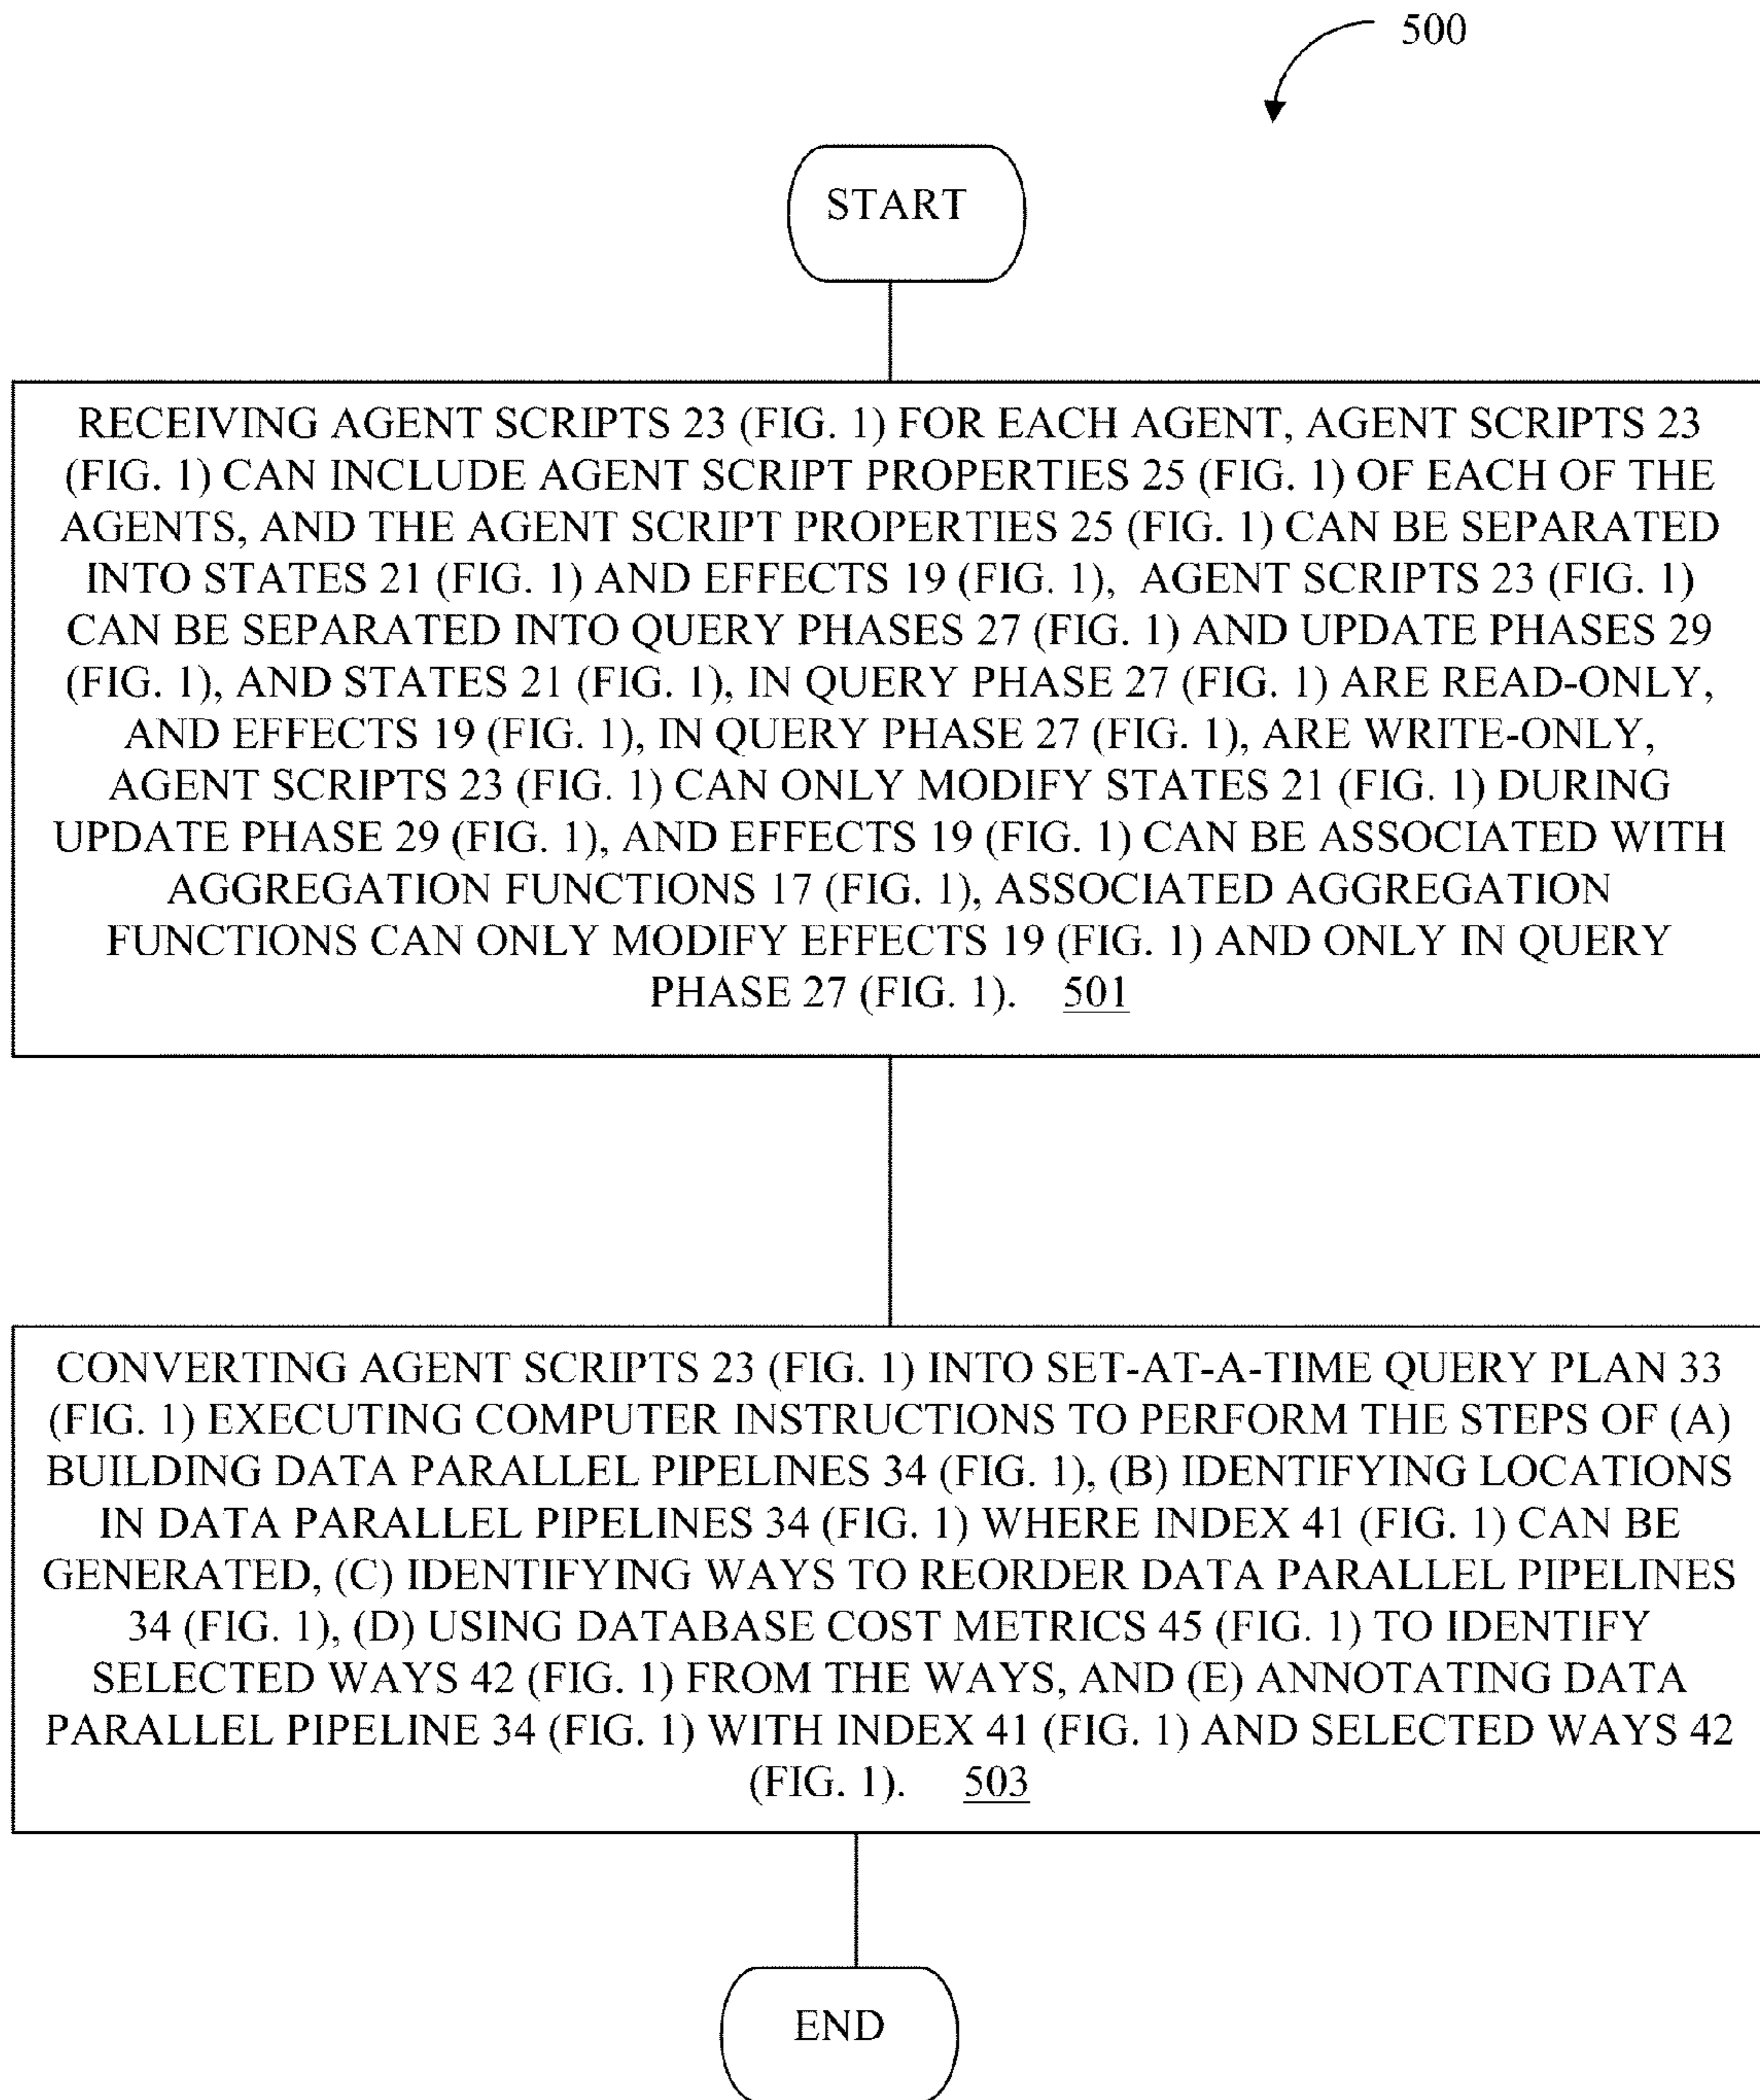 500
START
RECEIVING AGENT SCRIPTS 23 (FIG. 1) FOR EACH AGENT, AGENT SCRIPTS 23
(FIG. 1) CAN INCLUDE AGENT SCRIPT PROPERTIES 25 (FIG. 1) OF EACH OF THE
AGENTS, AND THE AGENT SCRIPT PROPERTIES 25 (FIG. 1) CAN BE SEPARATED
INTO STATES 21 (FIG. 1) AND EFFECTS 19 (FIG. 1), AGENT SCRIPTS 23 (FIG. 1)
CAN BE SEPARATED INTO QUERY PHASES 27 (FIG. 1) AND UPDATE PHASES 29
(FIG. 1), AND STATES 21 (FIG. 1), IN QUERY PHASE 27 (FIG. 1) ARE READ-ONLY,
AND EFFECTS 19 (FIG. 1), IN QUERY PHASE 27 (FIG. 1), ARE WRITE-ONLY,
AGENT SCRIPTS 23 (FIG. 1) CAN ONLY MODIFY STATES 21 (FIG. 1) DURING
UPDATE PHASE 29 (FIG. 1), AND EFFECTS 19 (FIG. 1) CAN BE ASSOCIATED WITH
AGGREGATION FUNCTIONS 17 (FIG. 1), ASSOCIATED AGGREGATION
FUNCTIONS CAN ONLY MODIFY EFFECTS 19 (FIG. 1) AND ONLY IN QUERY
PHASE 27 (FIG. 1). 501
CONVERTING AGENT SCRIPTS 23 (FIG. 1) INTO SET-AT-A-TIME QUERY PLAN 33
(FIG. 1) EXECUTING COMPUTER INSTRUCTIONS TO PERFORM THE STEPS OF (A)
BUILDING DATA PARALLEL PIPELINES 34 (FIG. 1), (B) IDENTIFYING LOCATIONS
IN DATA PARALLEL PIPELINES 34 (FIG. 1) WHERE INDEX 41 (FIG. 1) CAN BE
GENERATED, (C) IDENTIFYING WAYS TO REORDER DATA PARALLEL PIPELINES
34 (FIG. 1), (D) USING DATABASE COST METRICS 45 (FIG. 1) TO IDENTIFY
SELECTED WAYS 42 (FIG. 1) FROM THE WAYS, AND (E) ANNOTATING DATA
PARALLEL PIPELINE 34 (FIG. 1) WITH INDEX 41 (FIG. 1) AND SELECTED WAYS 42
(FIG. 1). 503
END